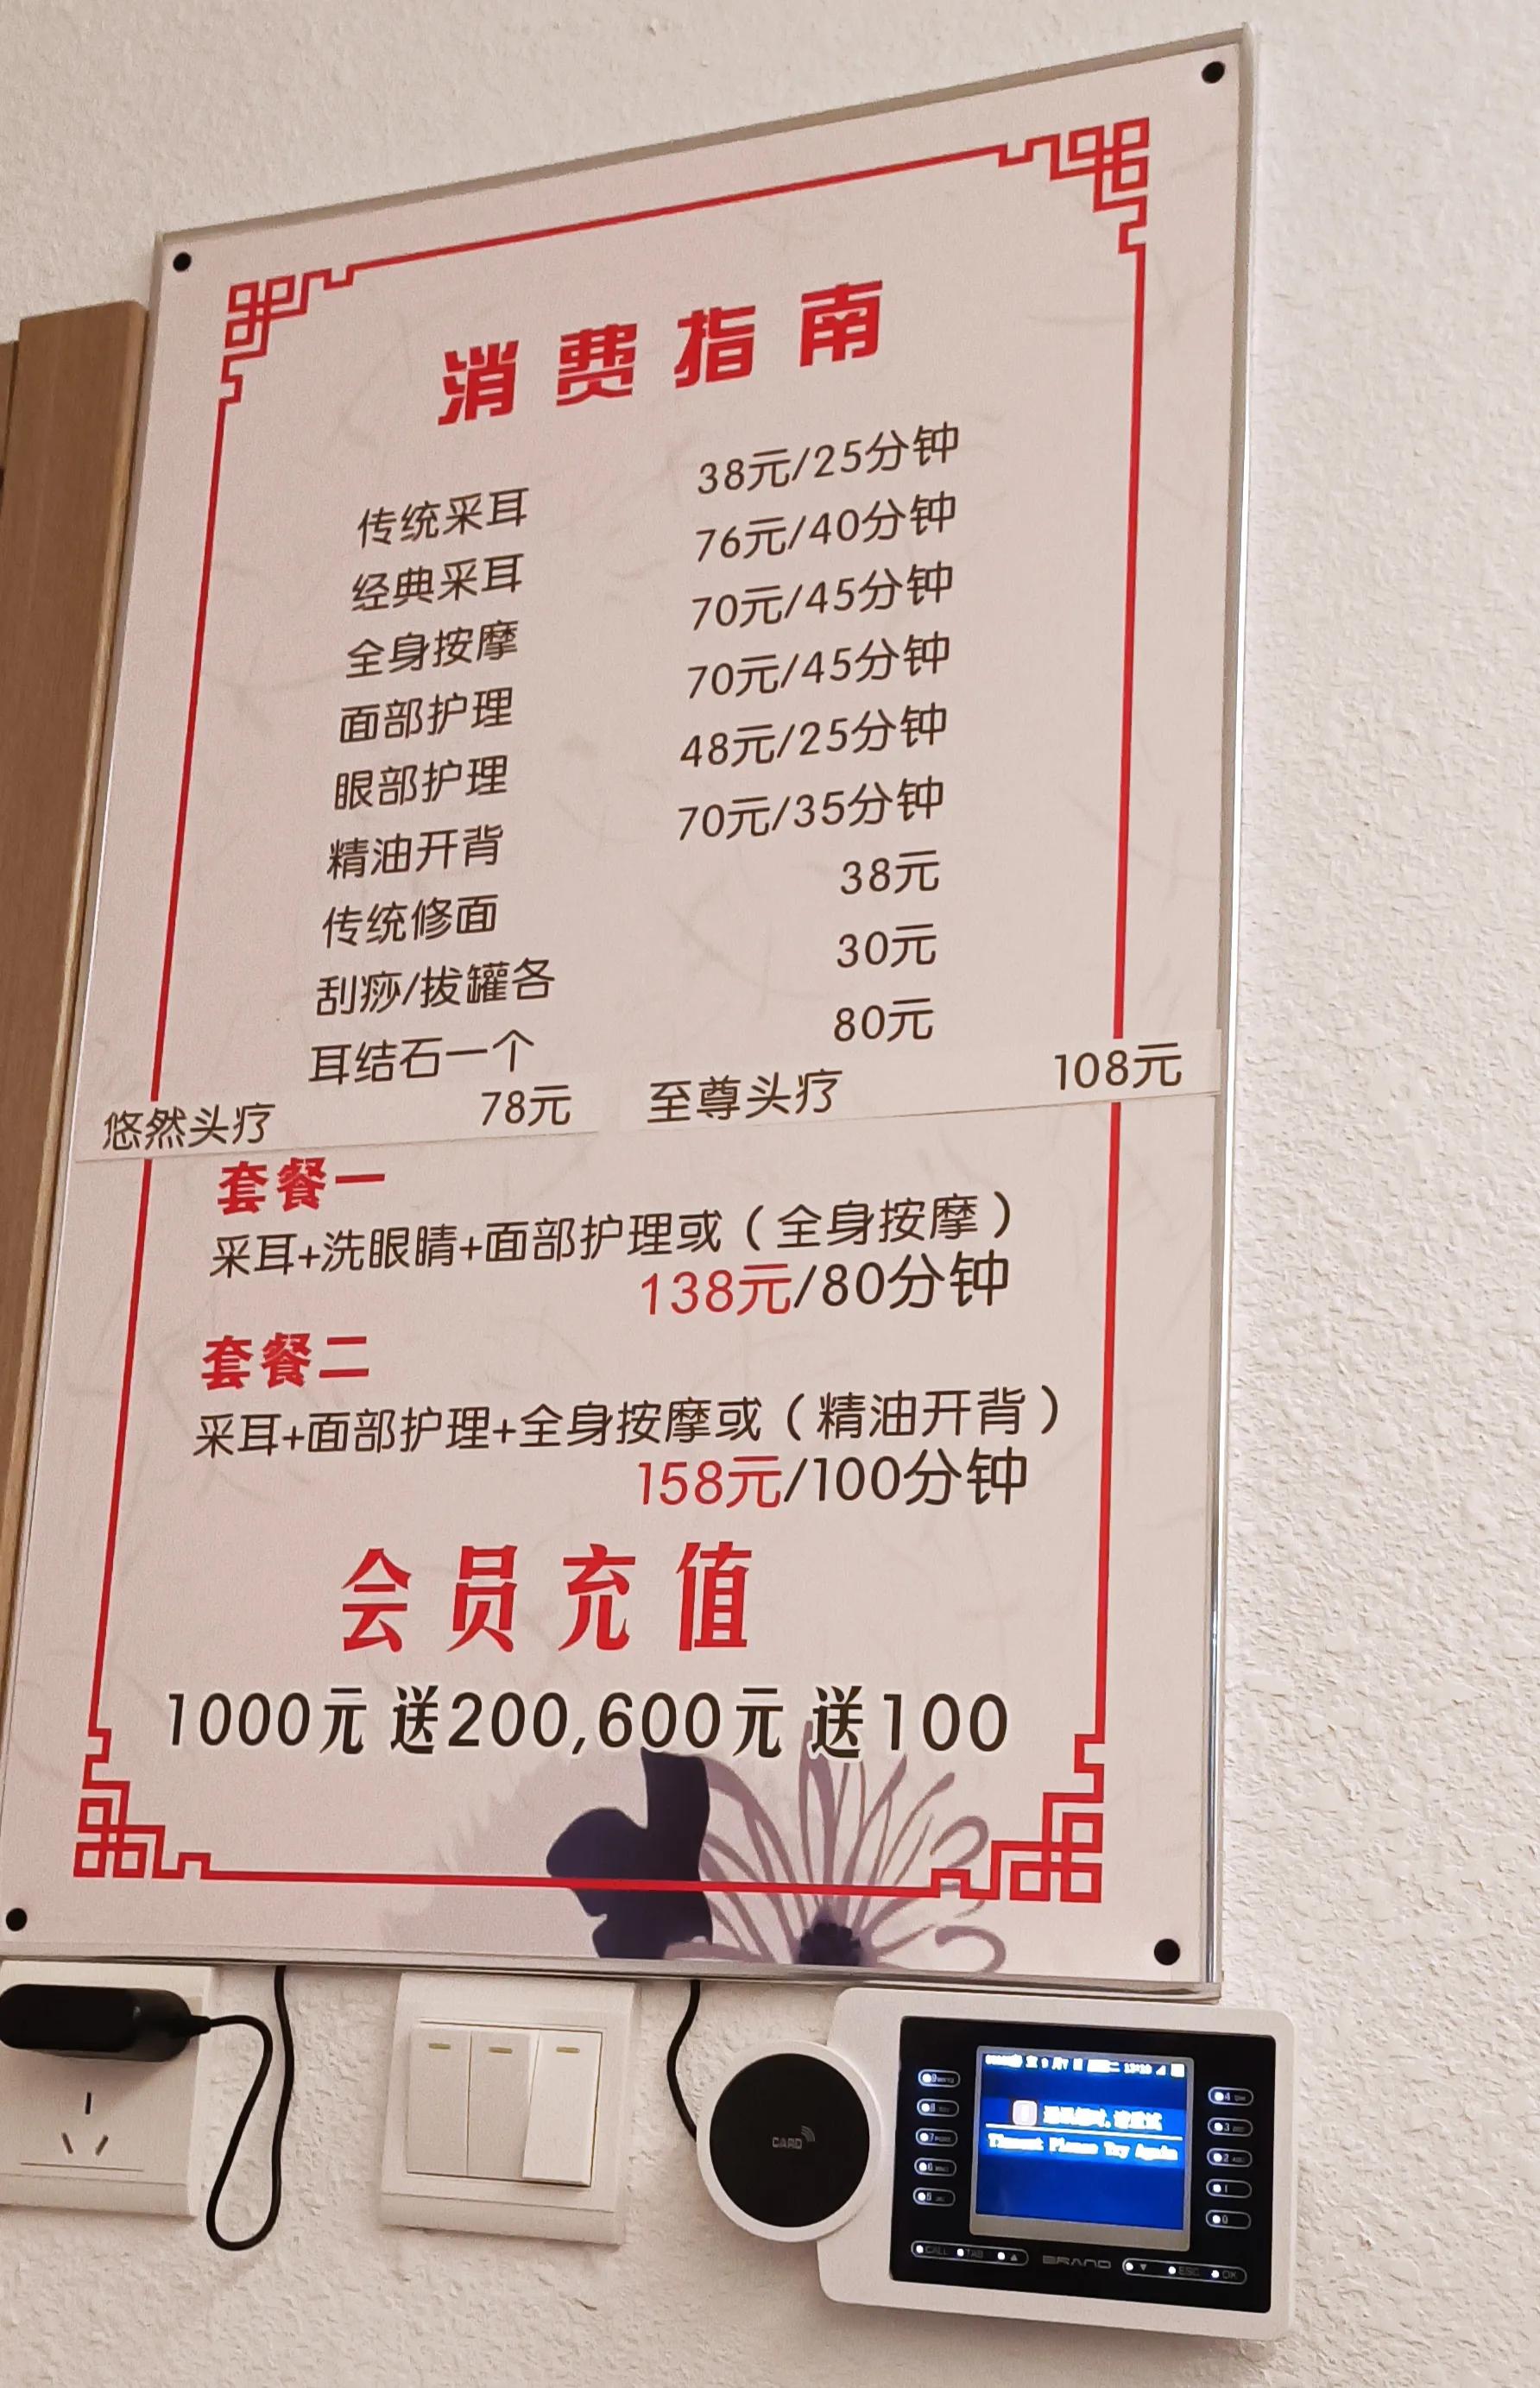 消费指南
传统采耳 38元/25分钟
经典采耳 76元/40分钟
全身按摩 70元/45分钟
面部护理 70元/45分钟
眼部护理 48元/25分钟
精油开背 70元/35分钟
传统修面 38元
刮痧/拔罐各 30元
耳结石一个 80元
悠然头疗 78元 至尊头疗 108元
套餐一
采耳+洗眼睛+面部护理或(全身按摩)
138元/80分钟
套餐二
采耳+面部护理+全身按摩或(精油开背)
158元/100分钟
会员充值
1000元 送200,600元 送100
CARD
Timeout Please Try Again
CALL TAB
BRAND
ESC OK